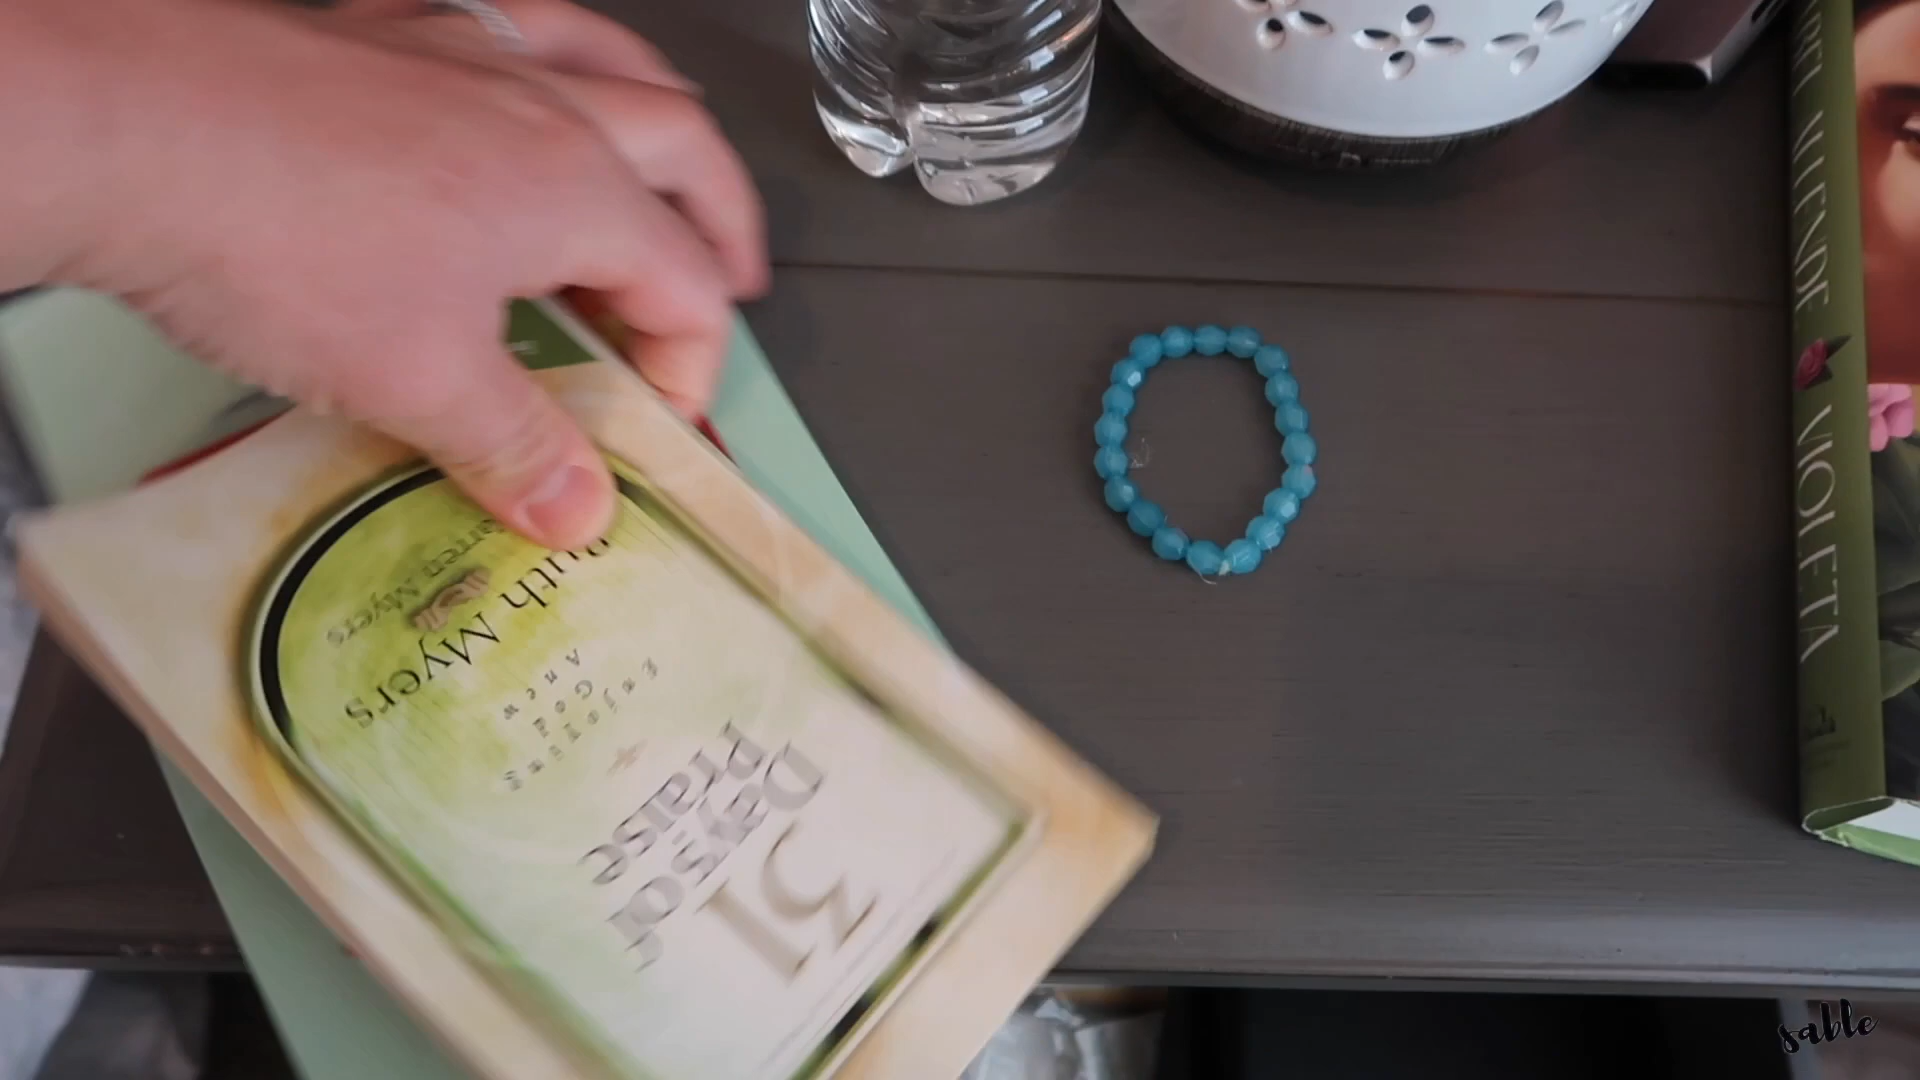 31
Days of
Praise
Enjoying
God
Anew
Ruth Myers
Warren Myers
ALLENDE
VIOLETA
sable